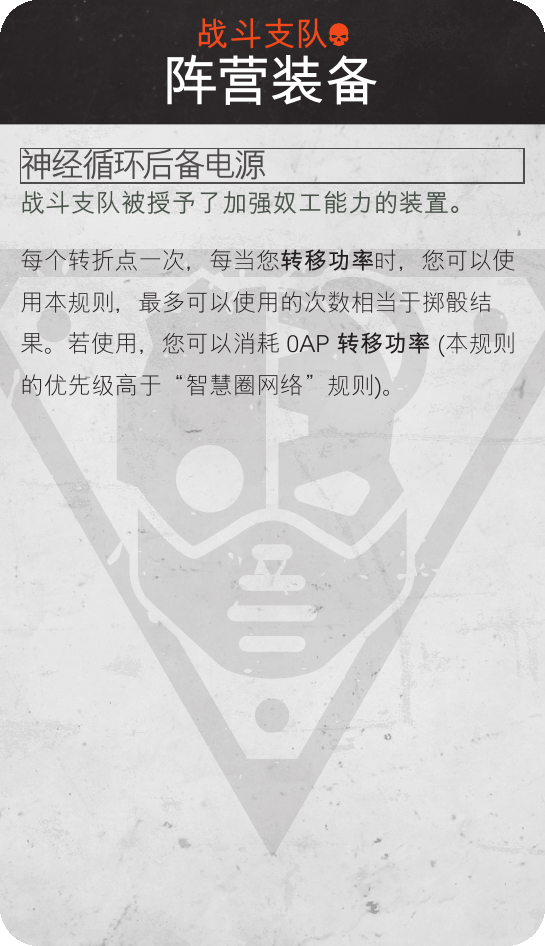 战斗支队
阵营装备
神经循环后备电源
战斗支队被授予了加强奴工能力的装置。
每个转折点一次，每当您转移功率时，您可以使
用本规则，最多可以使用的次数相当于掷骰结
果。若使用，您可以消耗 0AP 转移功率 (本规则
的优先级高于“智慧圈网络”规则)。